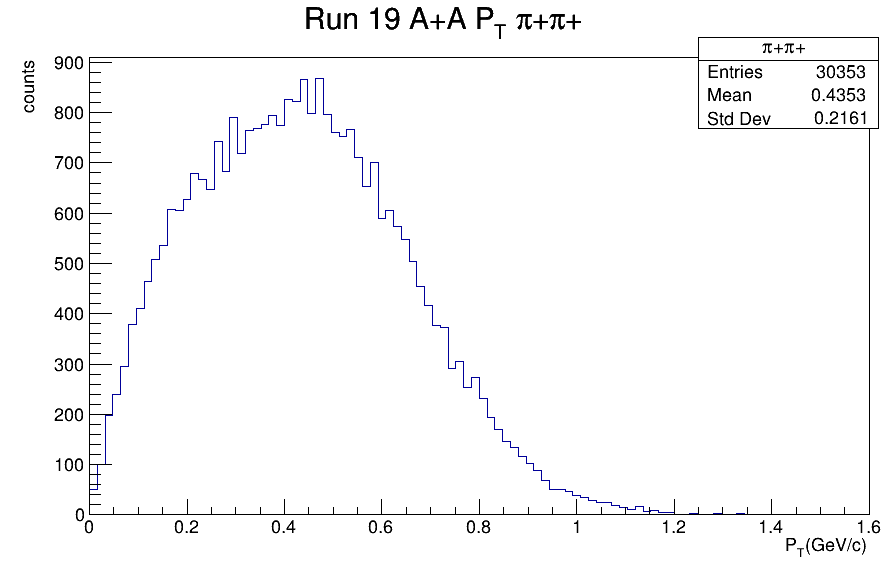 Run 19 A+A P_T π+π+
π+π+
Entries 30353
Mean 0.4353
Std Dev 0.2161
counts
900
800
700
600
500
400
300
200
100
0
0 0.2 0.4 0.6 0.8 1 1.2 1.4 1.6
P_T(GeV/c)